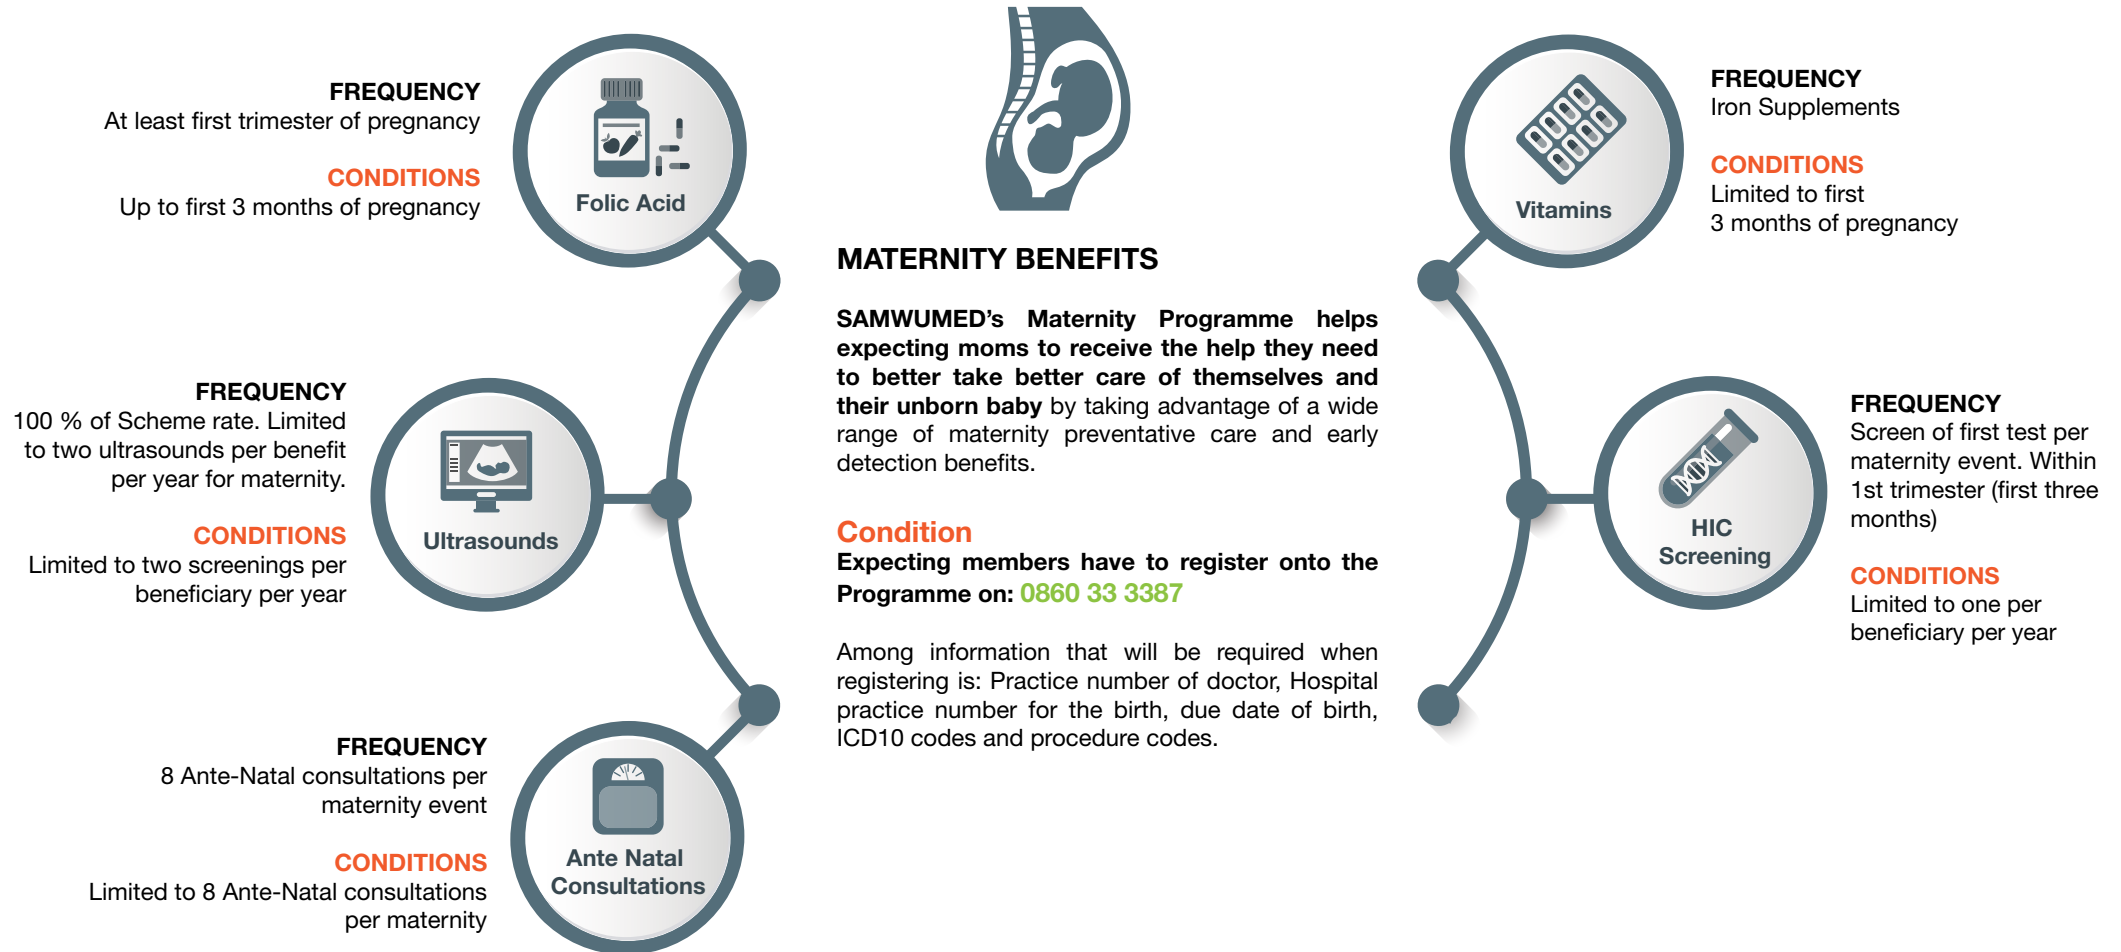 FREQUENCY
At least first trimester of pregnancy
CONDITIONS
Up to first 3 months of pregnancy
Folic Acid
FREQUENCY
100 % of Scheme rate. Limited
to two ultrasounds per benefit
per year for maternity.
CONDITIONS
Limited to two screenings per
beneficiary per year
Ultrasounds
FREQUENCY
8 Ante-Natal consultations per
maternity event
CONDITIONS
Limited to 8 Ante-Natal consultations
per maternity
Ante Natal
Consultations
MATERNITY BENEFITS
SAMWUMED’s Maternity Programme helps
expecting moms to receive the help they need
to better take better care of themselves and
their unborn baby by taking advantage of a wide
range of maternity preventative care and early
detection benefits.
Condition
Expecting members have to register onto the
Programme on: 0860 33 3387
Among information that will be required when
registering is: Practice number of doctor, Hospital
practice number for the birth, due date of birth,
ICD10 codes and procedure codes.
Vitamins
FREQUENCY
Iron Supplements
CONDITIONS
Limited to first
3 months of pregnancy
HIC
Screening
FREQUENCY
Screen of first test per
maternity event. Within
1st trimester (first three
months)
CONDITIONS
Limited to one per
beneficiary per year